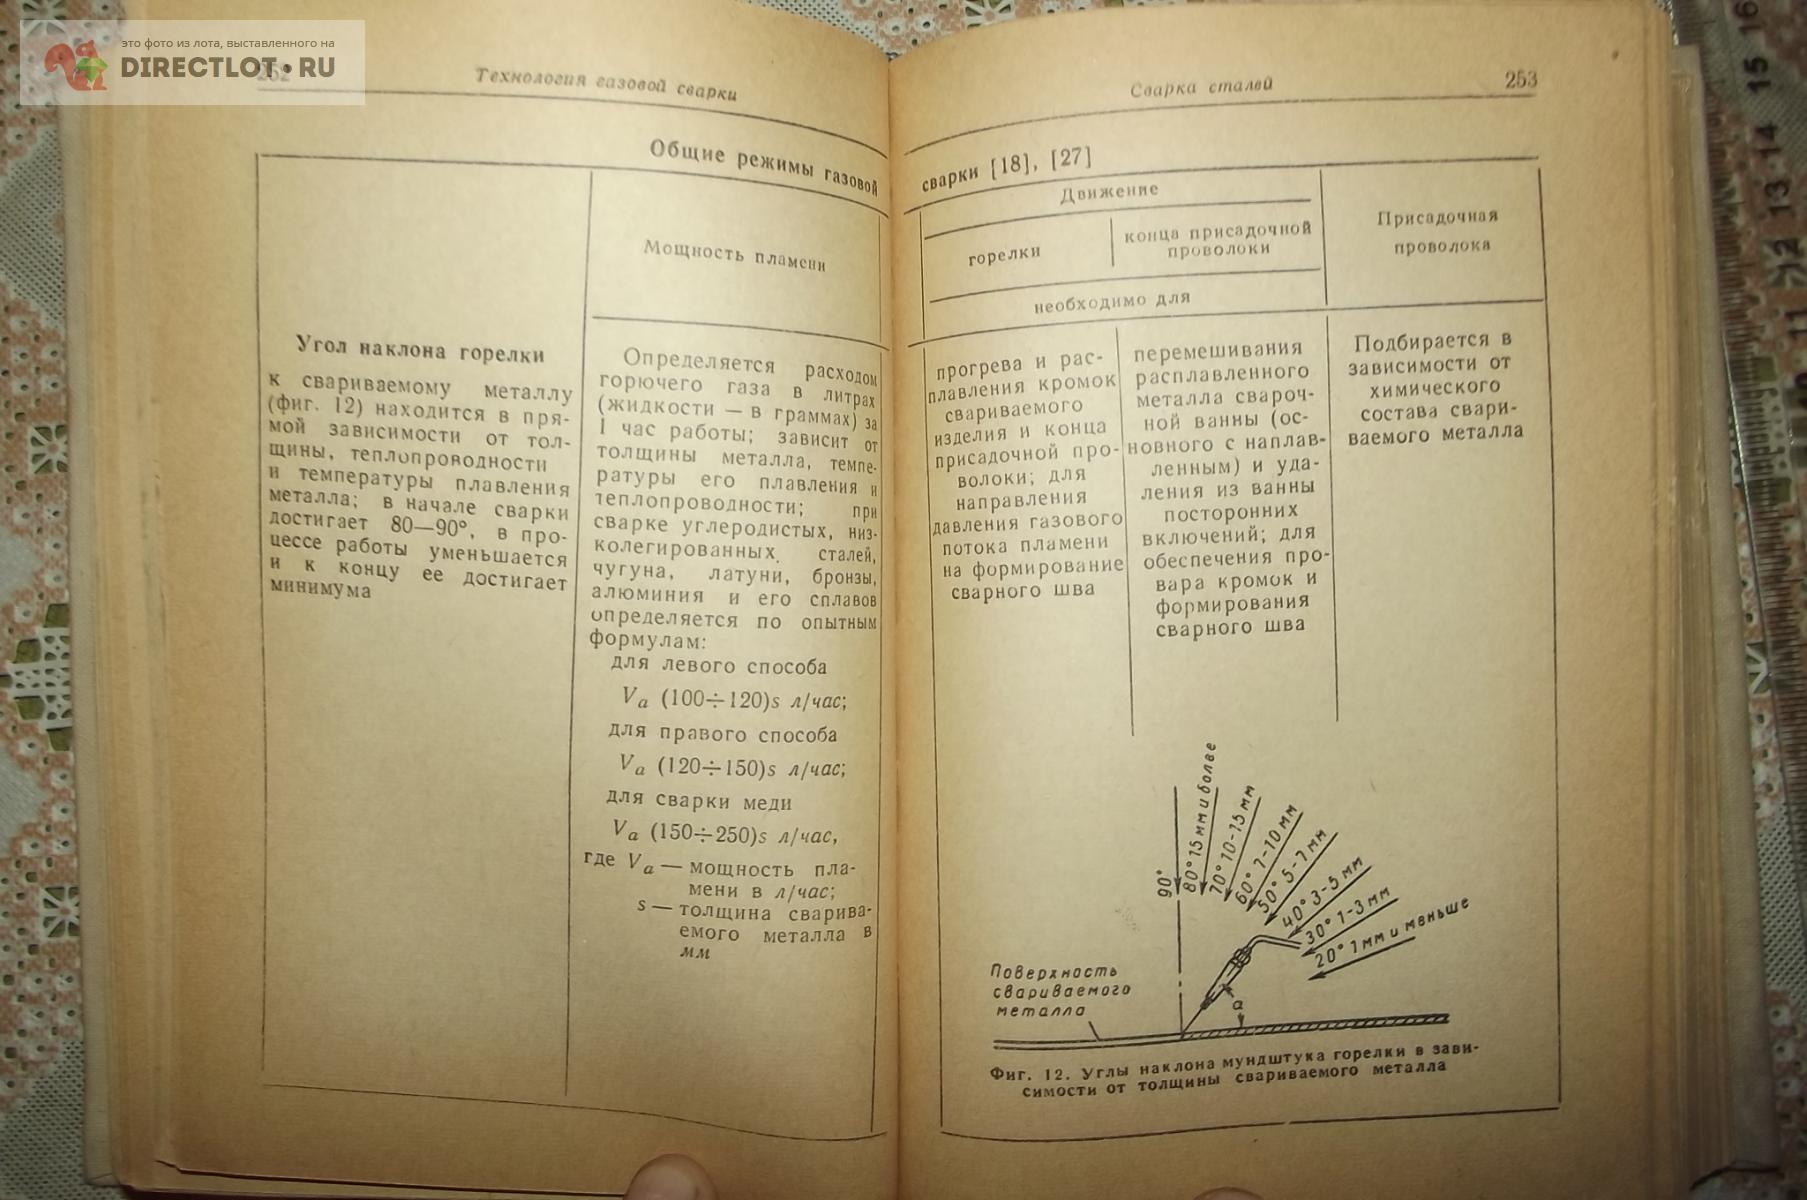 это фото из лота, выставленного на
DIRECTLOT.RU
252
Технология газовой сварки
Общие режимы газовой
Мощность пламени
Угол наклона горелки
к свариваемому металлу
(фиг. 12) находится в пря-
мой зависимости от тол-
щины, теплопроводности
и температуры плавления
металла; в начале сварки
достигает 80—90°, в про-
цессе работы уменьшается
и к концу ее достигает
минимума
Определяется расходом
горючего газа в литрах
(жидкости — в граммах) за
1 час работы; зависит от
толщины металла, темпе-
ратуры его плавления и
теплопроводности; при
сварке углеродистых, низ-
колегированных сталей,
чугуна, латуни, бронзы,
алюминия и его сплавов
определяется по опытным
формулам:
для левого способа
Va (100÷120)s л/час;
для правого способа
Va (120÷150)s л/час;
для сварки меди
Va (150÷250)s л/час,
где Va — мощность пла-
мени в л/час;
s — толщина сварива-
емого металла в
мм
Сварка сталей
253
сварки [18], [27]
Движение
горелки
конца присадочной
проволоки
Присадочная
проволока
необходимо для
прогрева и рас-
плавления кромок
свариваемого
изделия и конца
присадочной про-
волоки; для
направления
давления газового
потока пламени
на формирование
сварного шва
перемешивания
расплавленного
металла свароч-
ной ванны (ос-
новного с наплав-
ленным) и уда-
ления из ванны
посторонних
включений; для
обеспечения про-
вара кромок и
формирования
сварного шва
Подбирается в
зависимости от
химического
состава свари-
ваемого металла
90°
80° 15 мм и более
70° 10-15 мм
60° 7-10 мм
50° 5-7 мм
40° 3-5 мм
30° 1-3 мм
20° 1 мм и меньше
α
Поверхность
свариваемого
металла
Фиг. 12. Углы наклона мундштука горелки в зави-
симости от толщины свариваемого металла
16
15
14
13
12
11
10